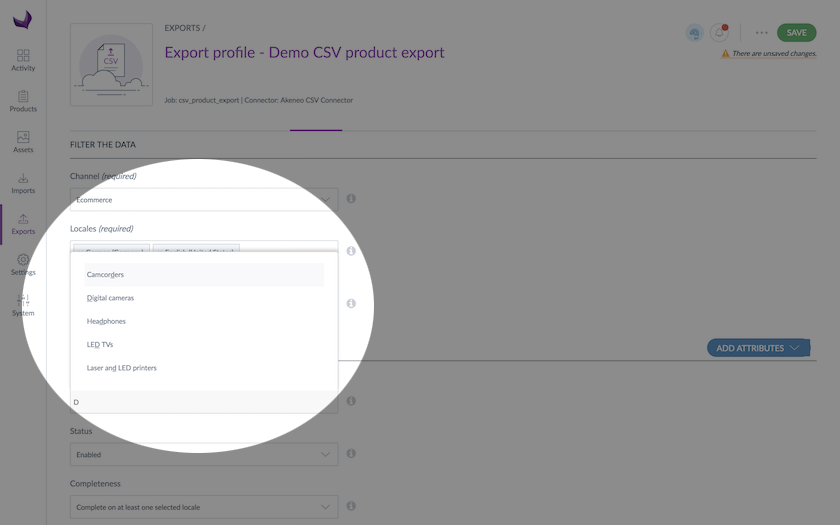 EXPORTS /
Export profile - Demo CSV product export
SAVE
There are unsaved changes.
CSV
Job: csv_product_export | Connector: Akeneo CSV Connector
Activity
Products
Assets
Imports
Exports
Settings
System
FILTER THE DATA
Channel (required)
Ecommerce
Locales (required)
Camcorders
Digital cameras
Headphones
LED TVs
Laser and LED printers
D
ADD ATTRIBUTES
Status
Enabled
Completeness
Complete on at least one selected locale